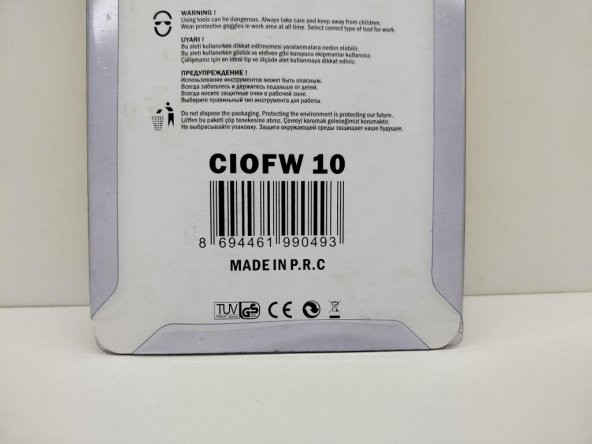 WARNING !
Using tools can be dangerous. Always take care and keep away from children.
Wear protective goggles in work area at all time. Select correct type of tool for work.
UYARI !
Bu aleti kullanırken dikkat edilmemesi yaralanmalara neden olabilir.
Bu aleti kullanırken gözlük ve eldiven gibi koruyucu ekipmanlar kullanınız.
Çalışmanız için en ideal tip ve ölçüde alet kullanmaya dikkat ediniz.
ПРЕДУПРЕЖДЕНИЕ !
Использование инструментов может быть опасным.
Всегда заботьтесь и держитесь подальше от детей.
Всегда носите защитные очки в рабочей зоне.
Выберите правильный тип инструмента для работы.
Do not dispose the packaging. Protecting the environment is protecting our future.
Lütfen bu paketi çöp tenekesine atınız. Çevreyi korumak geleceğimizi korumaktır.
Не выбрасывайте упаковку. Защита окружающей среды защищает наше будущее.
CIOFW 10
8 694461 990493
MADE IN P.R.C
TUV GS CE